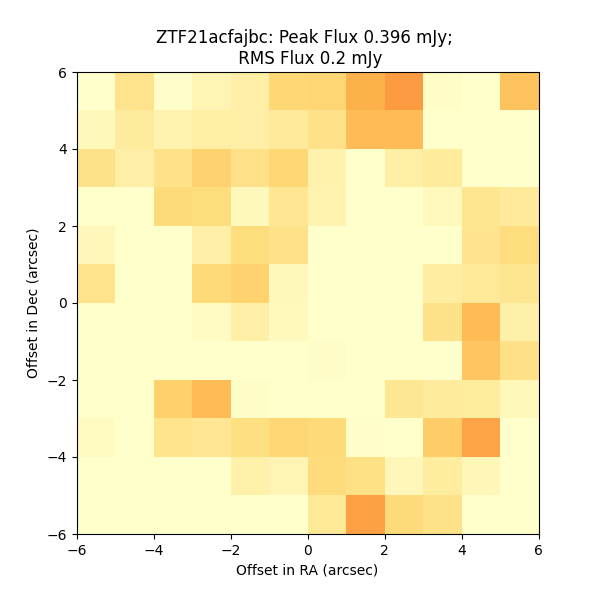 ZTF21acfajbc: Peak Flux 0.396 mJy;
RMS Flux 0.2 mJy
6
4
2
0
−2
−4
−6
Offset in Dec (arcsec)
−6 −4 −2 0 2 4 6
Offset in RA (arcsec)